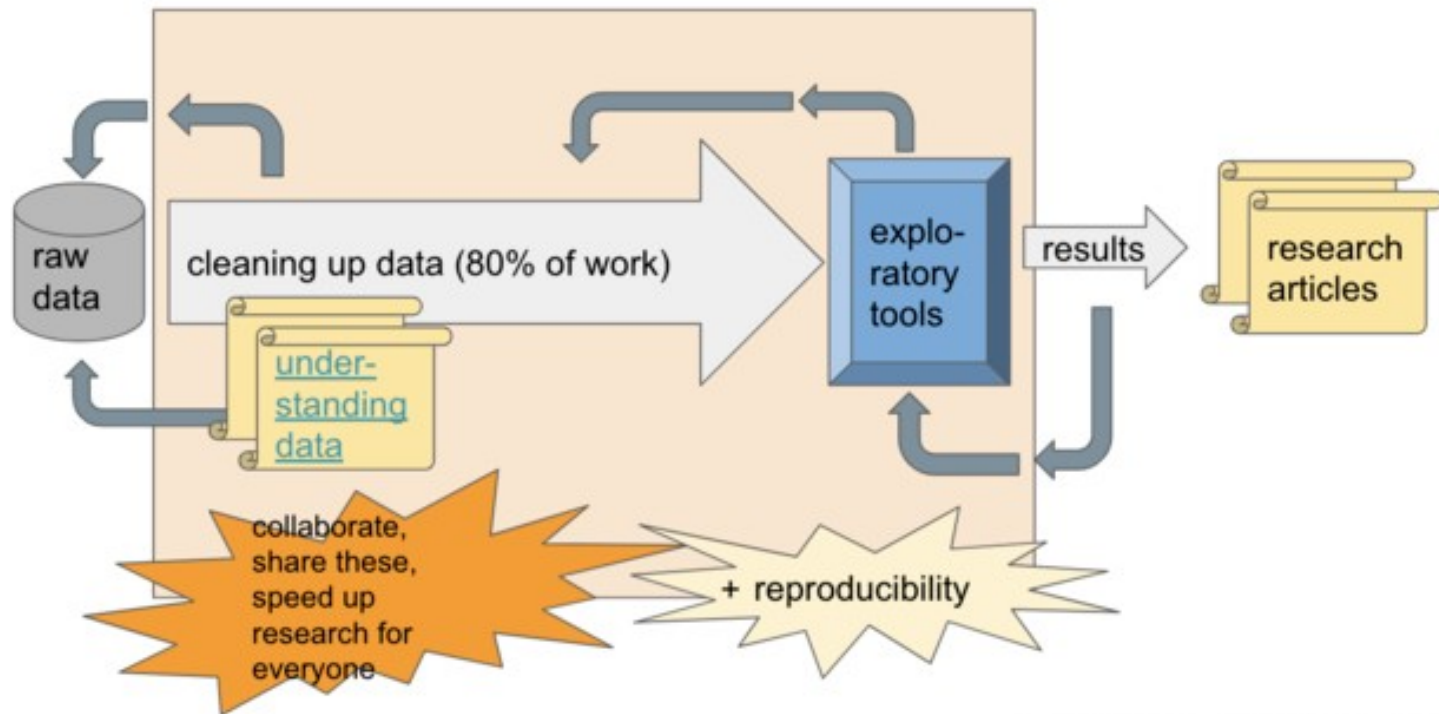 raw
data
cleaning up data (80% of work)
under-
standing
data
explo-
ratory
tools
results
research
articles
collaborate,
share these,
speed up
research for
everyone
+ reproducibility